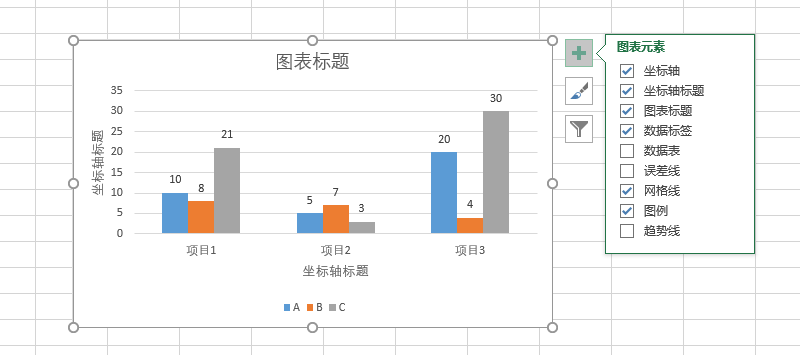 图表标题
35
30
25
20
15
10
5
0
坐标轴标题
10
8
21
5
7
3
20
4
30
项目1
项目2
项目3
坐标轴标题
A B C
图表元素
坐标轴
坐标轴标题
图表标题
数据标签
数据表
误差线
网格线
图例
趋势线